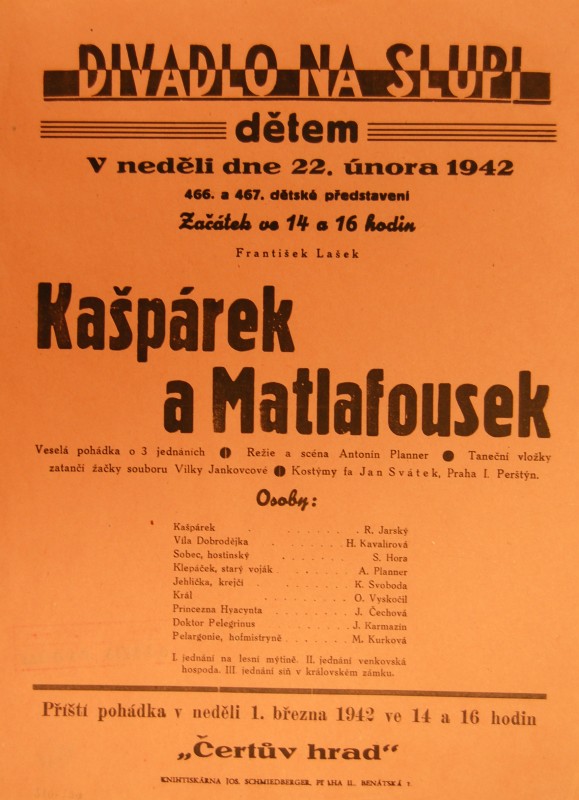 DIVADLO NA SLUPI
dětem
V neděli dne 22. února 1942
466. a 467. dětské představení
Začátek ve 14 a 16 hodin
František Lašek
Kašpárek
a Matlafousek
Veselá pohádka o 3 jednáních ● Režie a scéna Antonín Planner ● Taneční vložky
zatančí žačky souboru Vilky Jankovcové ● Kostýmy fa Jan Svátek, Praha I. Perštýn.
Osoby:
Kašpárek . . . . . . . . . R. Jarský
Víla Dobrodějka . . . . . . . . H. Kavalírová
Sobec, hostinský . . . . . . . . S. Hora
Klepáček, starý voják . . . . . . . A. Planner
Jehlička, krejčí . . . . . . . . K. Svoboda
Král . . . . . . . . . O. Vyskočil
Princezna Hyacynta . . . . . . . J. Čechová
Doktor Pelegrinus . . . . . . . J. Karmazín
Pelargonie, hofmistryně . . . . . . M. Kurková
I. jednání na lesní mýtině. II. jednání venkovská
hospoda. III. jednání síň v královském zámku.
Příští pohádka v neděli 1. března 1942 ve 14 a 16 hodin
„Čertův hrad“
KNIHTISKÁRNA JOS. SCHMIEDBERGER, PRAHA II. BENÁTSKÁ